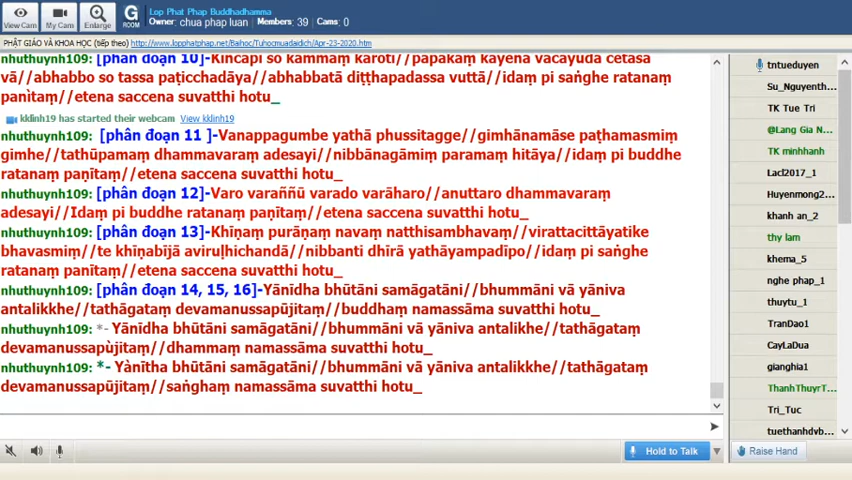 View Cam
My Cam
Enlarge
G
ROOM
Lop Phat Phap Buddhadhamma
Owner: chua phap luan Members: 39 Cams: 0
PHẬT GIÁO VÀ KHOA HỌC (tiếp theo) http://www.lopphatphap.net/Baihoc/Tuhocmuadaidich/Apr-23-2020.htm
nhuthuynh109: [phân đoạn 10]-Kiñcāpi so kammaṃ karoti//pāpakaṃ kāyena vācāyuda cetasā
vā//abhabbo so tassa paṭicchadāya//abhabbatā diṭṭhapadassa vuttā//idaṃ pi saṅghe ratanaṃ
paṇìtaṃ//etena saccena suvatthi hotu_
kklinh19 has started their webcam View kklinh19
nhuthuynh109: [phân đoạn 11 ]-Vanappagumbe yathā phussitagge//gimhānamāse paṭhamasmiṃ
gimhe//tathūpamaṃ dhammavaraṃ adesayi//nibbānagāmiṃ paramaṃ hitāya//idaṃ pi buddhe
ratanaṃ paṇītaṃ//etena saccena suvatthi hotu_
nhuthuynh109: [phân đoạn 12)-Varo varaññū varado varāharo//anuttaro dhammavaraṃ
adesayi//Idaṃ pi buddhe ratanaṃ paṇītaṃ//etena saccena suvatthi hotu_
nhuthuynh109: [phân đoạn 13)-Khīṇaṃ purāṇaṃ navaṃ natthisambhavaṃ//virattacittāyatike
bhavasmiṃ//te khīṇabījā aviruḷhichandā//nibbanti dhīrā yathāyampadīpo//idaṃ pi saṅghe
ratanaṃ panītaṃ//etena saccena suvatthi hotu_
nhuthuynh109: [phân đoạn 14, 15, 16]-Yānīdha bhūtāni samāgatāni//bhummāni vā yāniva
antalikkhe//tathāgataṃ devamanussapūjitaṃ//buddhaṃ namassāma suvatthi hotu_
nhuthuynh109: *- Yānīdha bhūtāni samāgatāni//bhummāni vā yāniva antalikhe//tathāgataṃ
devamanussapùjitaṃ//dhammaṃ namassāma suvatthi hotu_
nhuthuynh109: *- Yànītha bhūtāni samāgatāni//bhummāni vā yāniva antalikkhe//tathāgataṃ
devamanussapūjitaṃ//saṅghaṃ namassāma suvatthi hotu_
Hold to Talk
tntueduyen
Su_Nguyenth...
TK Tue Tri
@Lang Gia N...
TK minhhanh
Lacl2017_1
Huyenmong2...
khanh an_2
thy lam
khema_5
nghe phap_1
thuytu_1
TranDao1
CayLaDua
gianghia1
ThanhThuyrT...
Tri_Tuc
tuethanhdvb...
Raise Hand